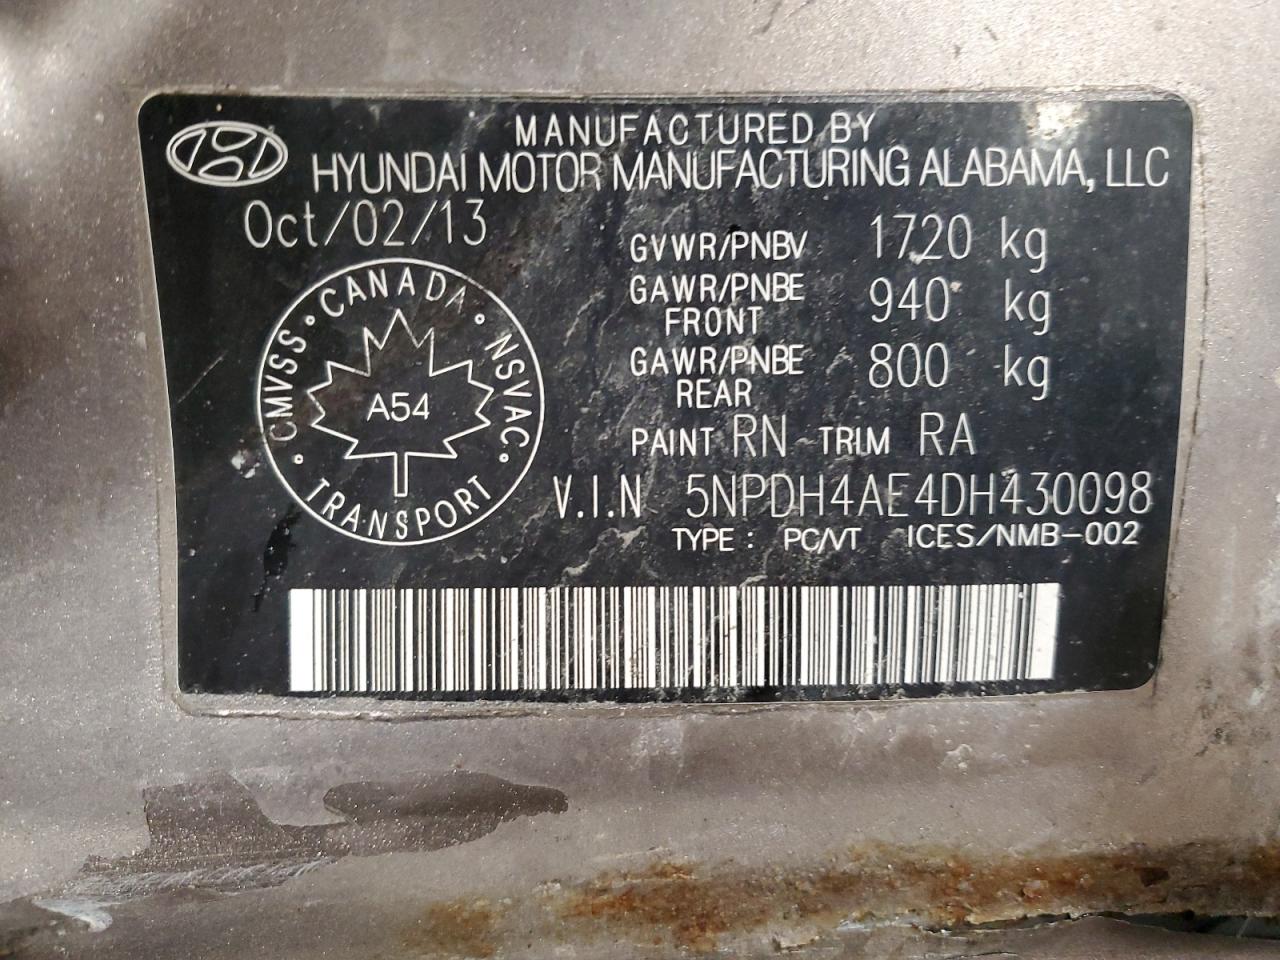 MANUFACTURED BY
HYUNDAI MOTOR MANUFACTURING ALABAMA, LLC
Oct/02/13
GVWR/PNBV 1720 kg
GAWR/PNBE FRONT 940 kg
GAWR/PNBE REAR 800 kg
PAINT RN TRIM RA
V.I.N 5NPDH4AE4DH430098
TYPE : PC/VT ICES/NMB-002
CMVSS · CANADA · NSVAC · TRANSPORT ·
A54